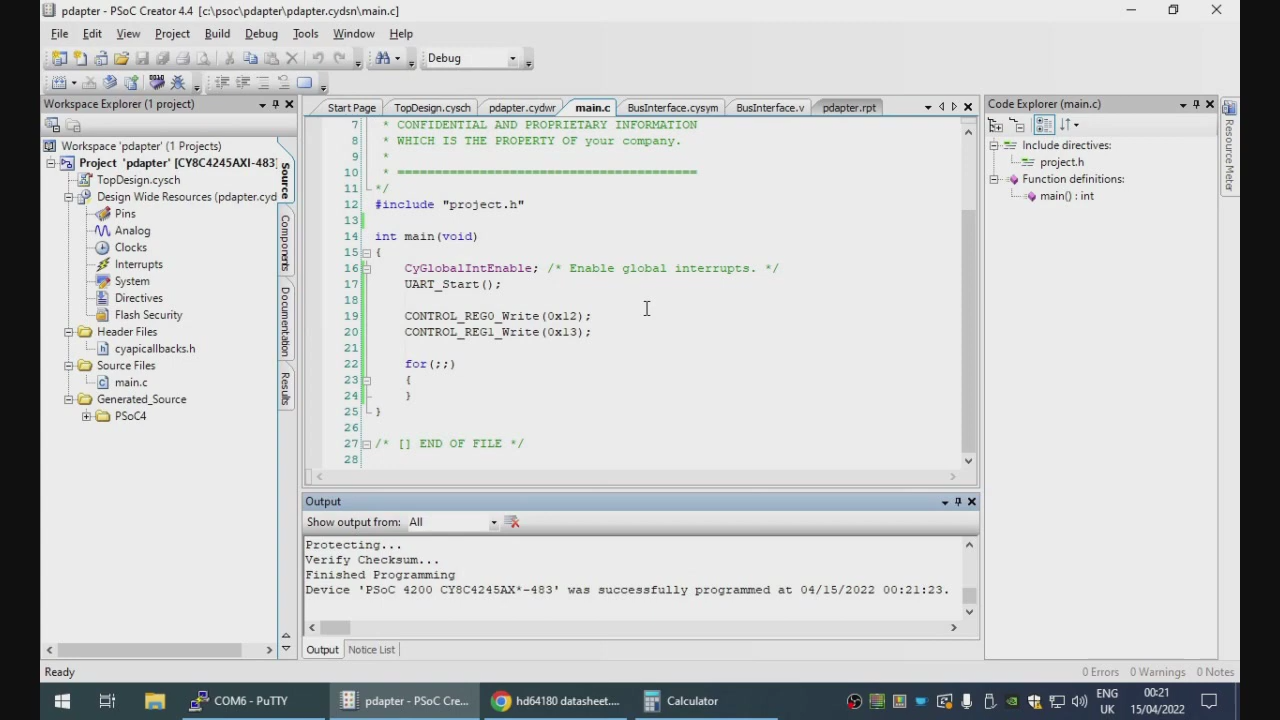 pdapter - PSoC Creator 4.4 [c:\psoc\pdapter\pdapter.cydsn\main.c]
File Edit View Project Build Debug Tools Window Help
Debug
Workspace Explorer (1 project)
Workspace 'pdapter' (1 Projects)
Project 'pdapter' [CY8C4245AXI-483]
TopDesign.cysch
Design Wide Resources (pdapter.cyd
Pins
Analog
Clocks
Interrupts
System
Directives
Flash Security
Header Files
cyapicallbacks.h
Source Files
main.c
Generated_Source
PSoC4
Source
Components
Documentation
Results
Start Page TopDesign.cysch pdapter.cydwr main.c BusInterface.cysym BusInterface.v pdapter.rpt
7 * CONFIDENTIAL AND PROPRIETARY INFORMATION
8 * WHICH IS THE PROPERTY OF your company.
9 *
10 * ========================================
11 */
12 #include "project.h"
13
14 int main(void)
15 {
16 CyGlobalIntEnable; /* Enable global interrupts. */
17 UART_Start();
18
19 CONTROL_REG0_Write(0x12);
20 CONTROL_REG1_Write(0x13);
21
22 for(;;)
23 {
24 }
25 }
26
27 /* [] END OF FILE */
28
Output
Show output from: All
Protecting...
Verify Checksum...
Finished Programming
Device 'PSoC 4200 CY8C4245AX*-483' was successfully programmed at 04/15/2022 00:21:23.
Output Notice List
Code Explorer (main.c)
Include directives:
project.h
Function definitions:
main() : int
Resource Meter
Ready
0 Errors 0 Warnings 0 Notes
COM6 - PuTTY
pdapter - PSoC Cre...
hd64180 datasheet....
Calculator
ENG
UK
00:21
15/04/2022